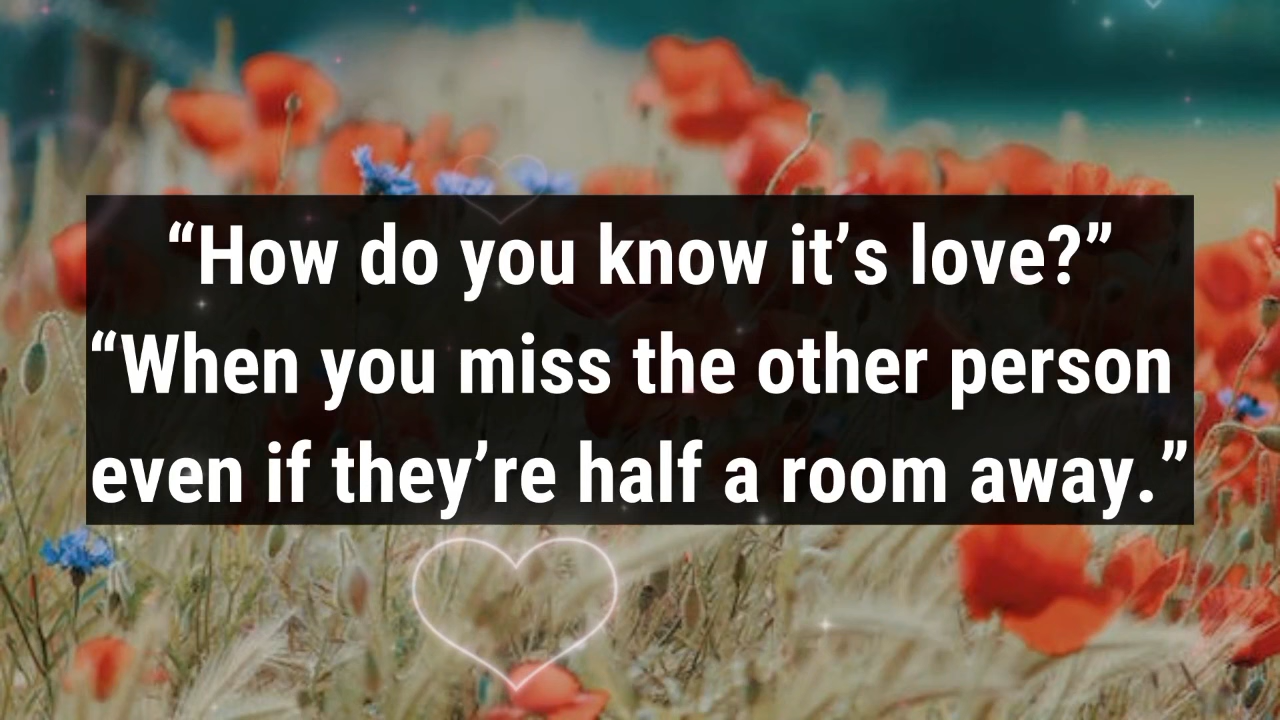 “How do you know it’s love?”
“When you miss the other person
even if they’re half a room away.”